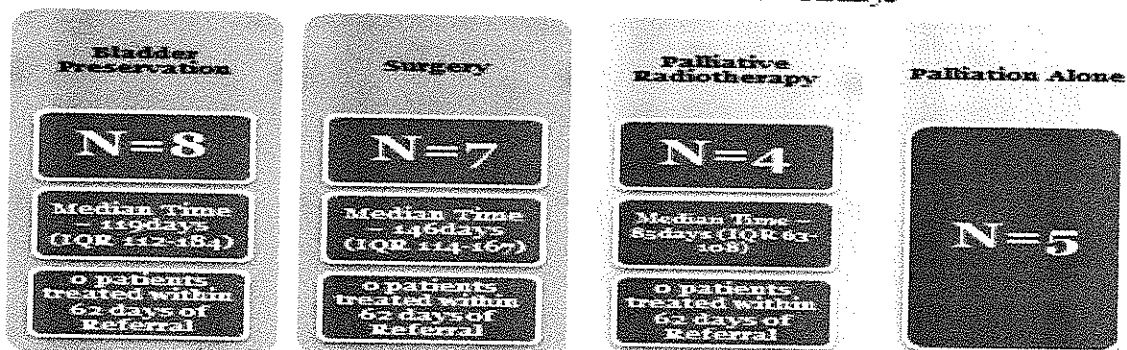 Bladder
Preservation
N=8
Median Time
– 119days
(IQR 112-184)
0 patients
treated within
62 days of
Referral
Surgery
N=7
Median Time
– 146days
(IQR 114-167)
0 patients
treated within
62 days of
Referral
Palliative
Radiotherapy
N=4
Median Time –
85days (IQR 63-
108)
0 patients
treated within
62 days of
Referral
Palliation Alone
N=5